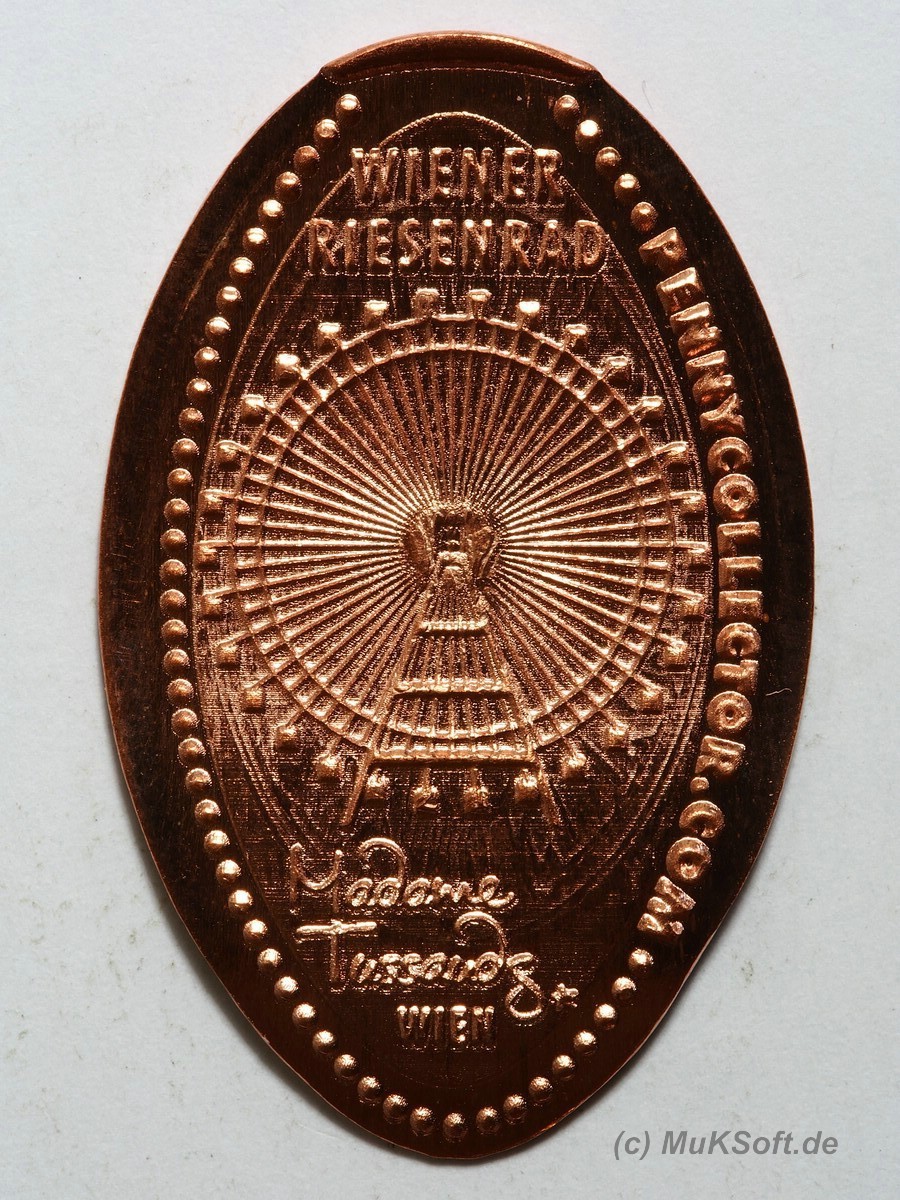 WIENER
RIESENRAD
PENNYCOLLECTOR.COM
Madame
Tussauds
WIEN
(c) MuKSoft.de